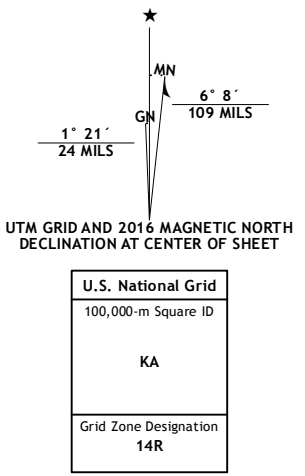 ★
MN
GN
6° 8´
109 MILS
1° 21´
24 MILS
UTM GRID AND 2016 MAGNETIC NORTH
DECLINATION AT CENTER OF SHEET
U.S. National Grid
100,000-m Square ID
KA
Grid Zone Designation
14R